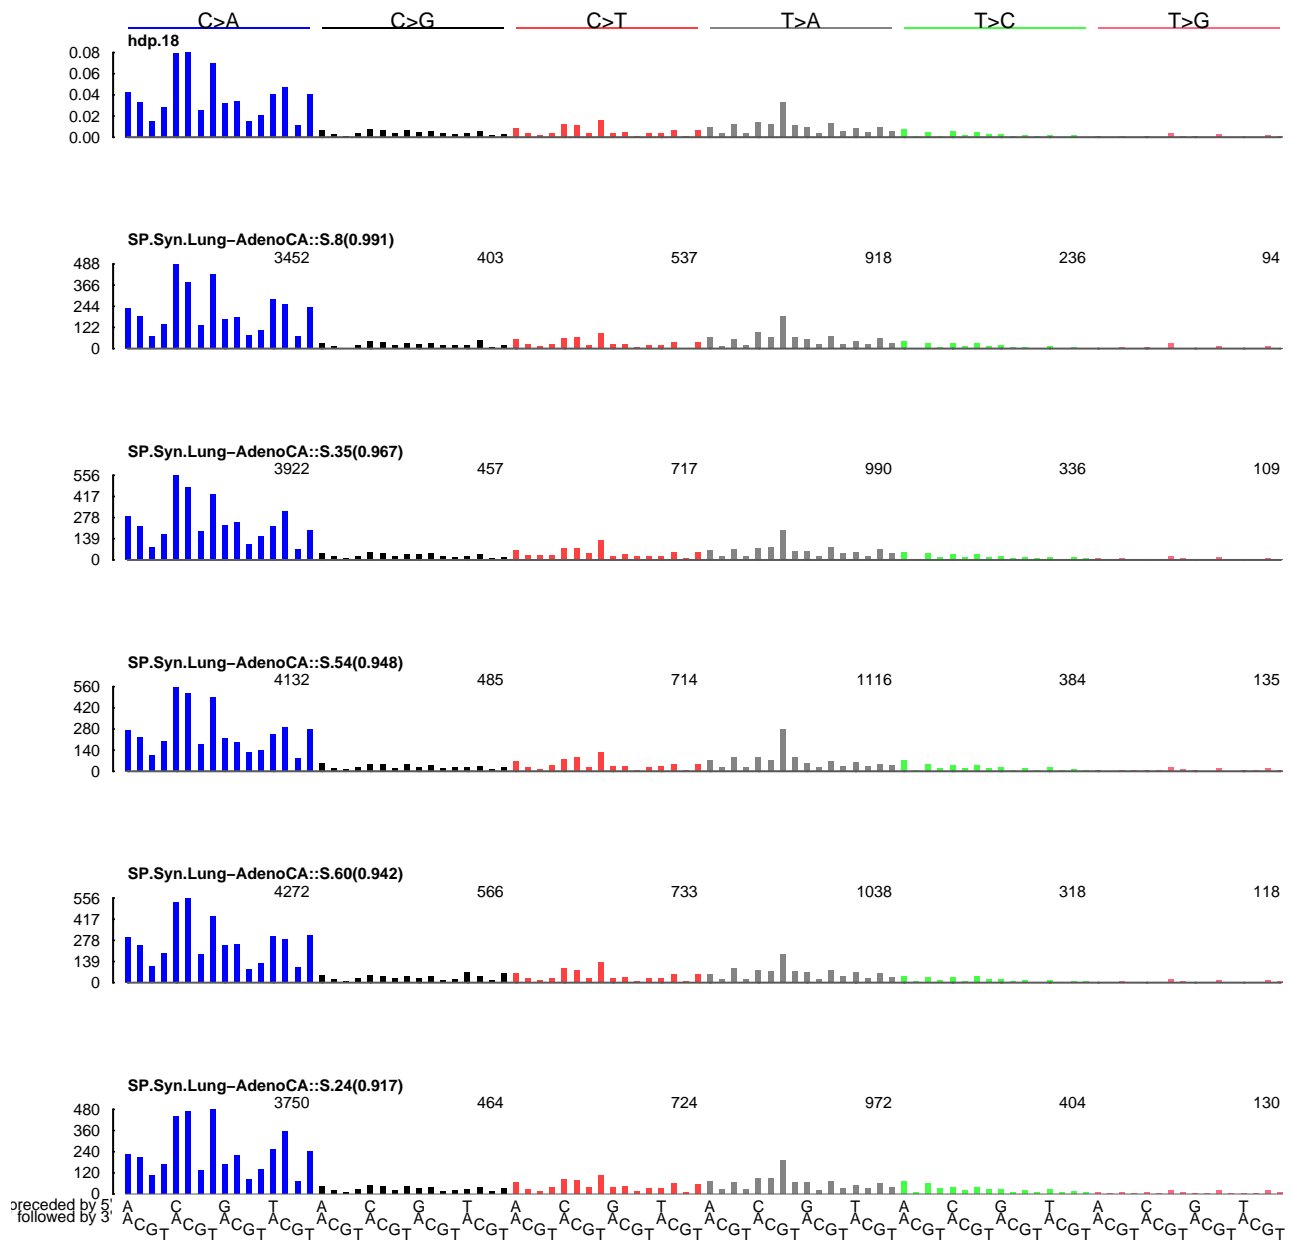 C>A C>G C>T T>A T>C T>G
hdp.18
0.08
0.06
0.04
0.02
0.00
SP.Syn.Lung−AdenoCA::S.8(0.991)
3452 403 537 918 236 94
488
366
244
122
0
SP.Syn.Lung−AdenoCA::S.35(0.967)
3922 457 717 990 336 109
556
417
278
139
0
SP.Syn.Lung−AdenoCA::S.54(0.948)
4132 485 714 1116 384 135
560
420
280
140
0
SP.Syn.Lung−AdenoCA::S.60(0.942)
4272 566 733 1038 318 118
556
417
278
139
0
SP.Syn.Lung−AdenoCA::S.24(0.917)
3750 464 724 972 404 130
480
360
240
120
0
preceded by 5' A C G T A C G T A C G T A C G T A C G T A C G T
followed by 3' A C G T A C G T A C G T A C G T A C G T A C G T A C G T A C G T A C G T A C G T A C G T A C G T A C G T A C G T A C G T A C G T A C G T A C G T A C G T A C G T A C G T A C G T A C G T A C G T